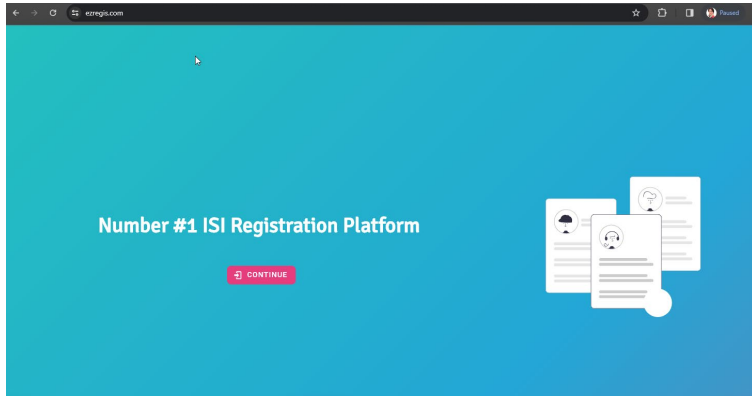 ezregis.com
Paused
Number #1 ISI Registration Platform
CONTINUE